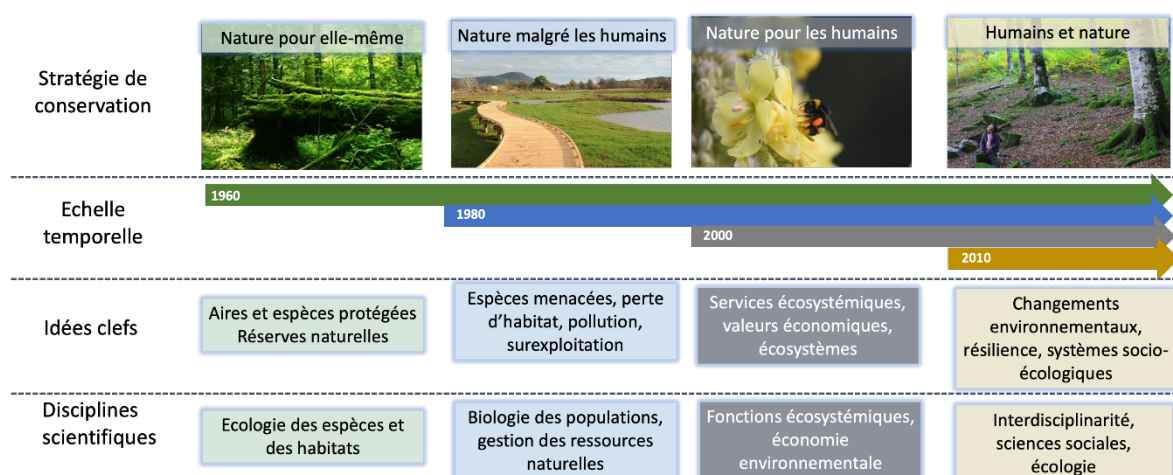 Stratégie de
conservation
Nature pour elle-même
Nature malgré les humains
Nature pour les humains
Humains et nature
Echelle
temporelle
1960
1980
2000
2010
Idées clefs
Aires et espèces protégées
Réserves naturelles
Espèces menacées, perte
d'habitat, pollution,
surexploitation
Services écosystémiques,
valeurs économiques,
écosystèmes
Changements
environnementaux,
résilience, systèmes socio-
écologiques
Disciplines
scientifiques
Ecologie des espèces et
des habitats
Biologie des populations,
gestion des ressources
naturelles
Fonctions écosystémiques,
économie
environnementale
Interdisciplinarité,
sciences sociales,
écologie